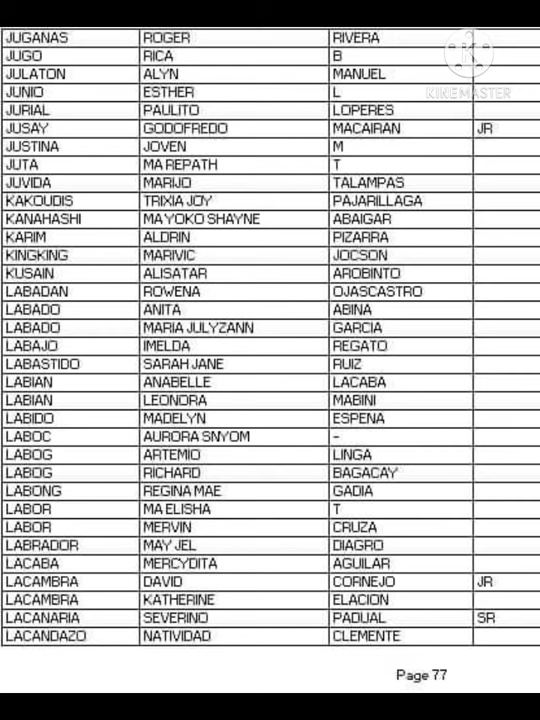 JUGANAS ROGER RIVERA
JUGO RICA B
JULATON ALYN MANUEL
JUNIO ESTHER L
JURIAL PAULITO LOPERES
JUSAY GODOFREDO MACAIRAN JR
JUSTINA JOVEN M
JUTA MA REPATH T
JUVIDA MARIJO TALAMPAS
KAKOUDIS TRIXIA JOY PAJARILLAGA
KANAHASHI MAYOKO SHAYNE ABAIGAR
KARIM ALDRIN PIZARRA
KINGKING MARIVIC JOCSON
KUSAIN ALISATAR AROBINTO
LABADAN ROWENA OJASCASTRO
LABADO ANITA ABINA
LABADO MARIA JULYZANN GARCIA
LABAJO IMELDA REGATO
LABASTIDO SARAH JANE RUIZ
LABIAN ANABELLE LACABA
LABIAN LEONORA MABINI
LABIDO MADELYN ESPENA
LABOC AURORA SNYOM -
LABOG ARTEMIO LINGA
LABOG RICHARD BAGACAY
LABONG REGINA MAE GADIA
LABOR MA ELISHA T
LABOR MERVIN CRUZA
LABRADOR MAY JEL DIAGRO
LACABA MERCYDITA AGUILAR
LACAMBRA DAVID CORNEJO JR
LACAMBRA KATHERINE ELACION
LACANARIA SEVERINO PADUAL SR
LACANDAZO NATIVIDAD CLEMENTE
Page 77
K
KINEMASTER